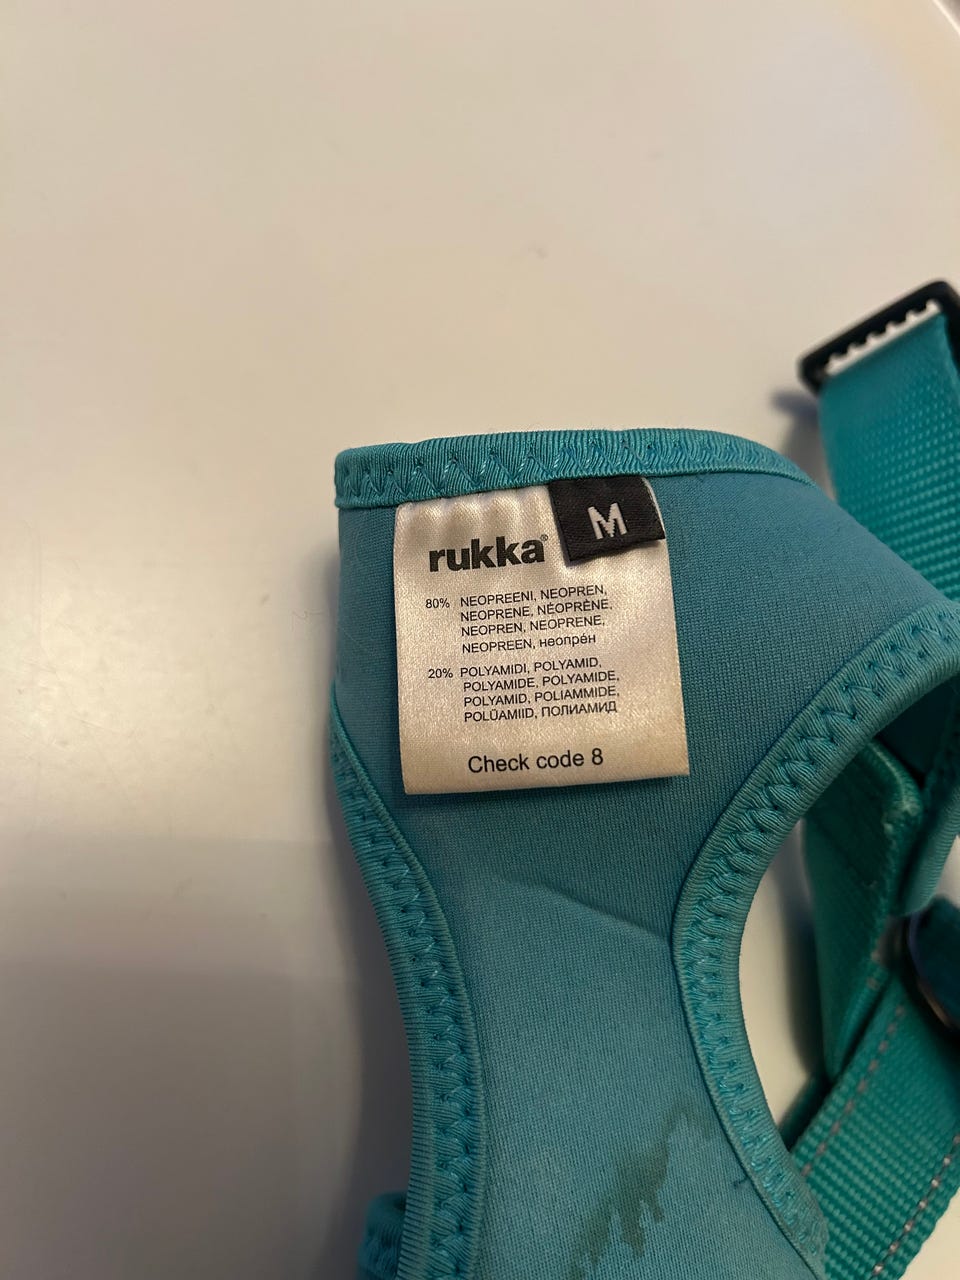 rukka®
M
80% NEOPREENI, NEOPREN,
NEOPRENE, NÉOPRÈNE,
NEOPREN, NEOPRENE,
NEOPREEN, неопрéн
20% POLYAMIDI, POLYAMID,
POLYAMIDE, POLYAMIDE,
POLYAMID, POLIAMMIDE,
POLÜAMIID, ПОЛИАМИД
Check code 8